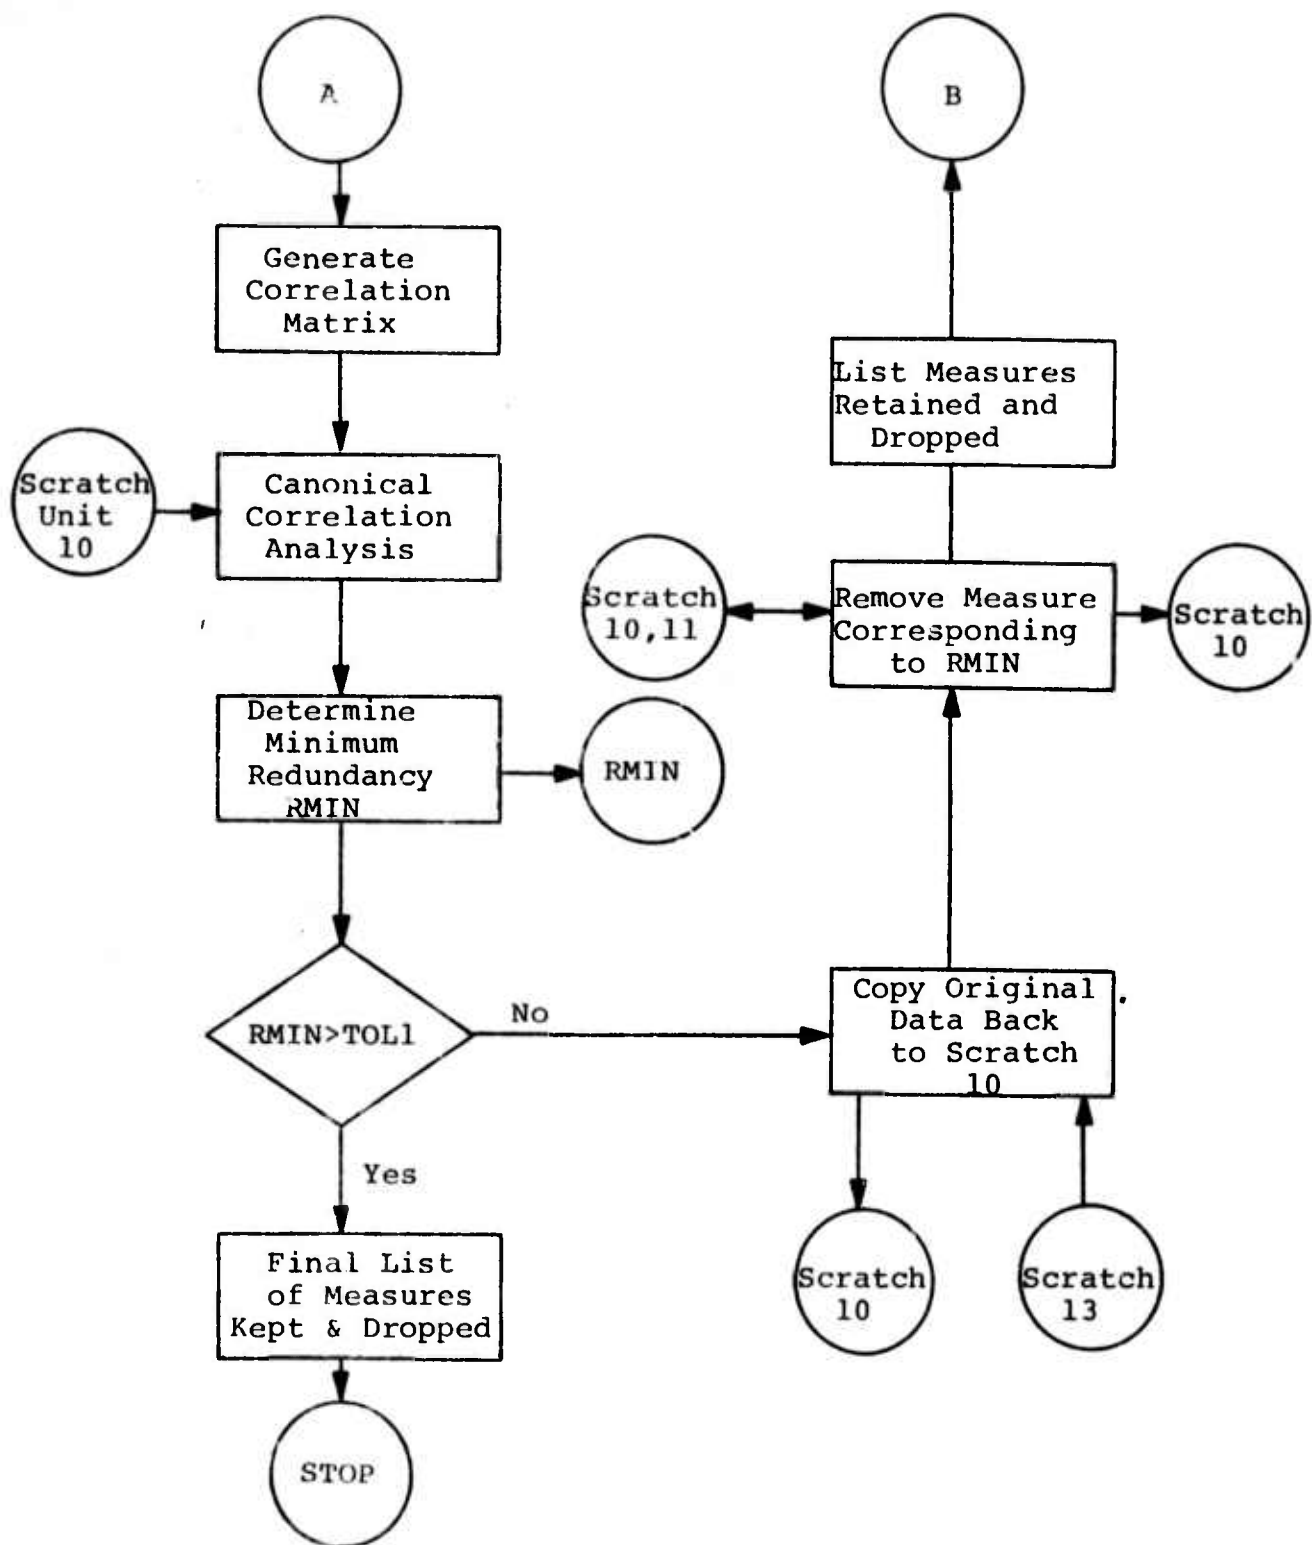 A
Generate
Correlation
Matrix
Scratch
Unit
10
Canonical
Correlation
Analysis
Determine
Minimum
Redundancy
RMIN
RMIN
RMIN>TOL1
No
Yes
Final List
of Measures
Kept & Dropped
STOP
B
List Measures
Retained and
Dropped
Scratch
10,11
Remove Measure
Corresponding
to RMIN
Scratch
10
Copy Original
Data Back
to Scratch
10
Scratch
10
Scratch
13